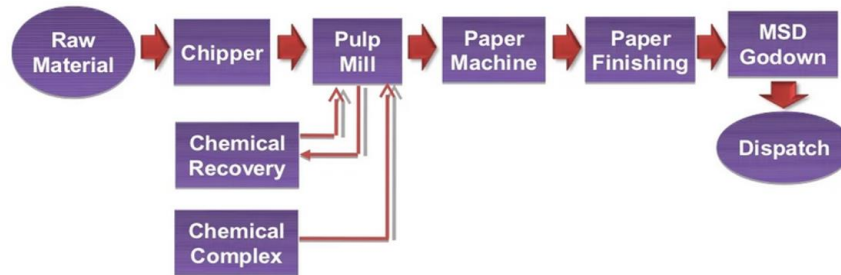 Raw
Material
Chipper
Pulp
Mill
Paper
Machine
Paper
Finishing
MSD
Godown
Dispatch
Chemical
Recovery
Chemical
Complex